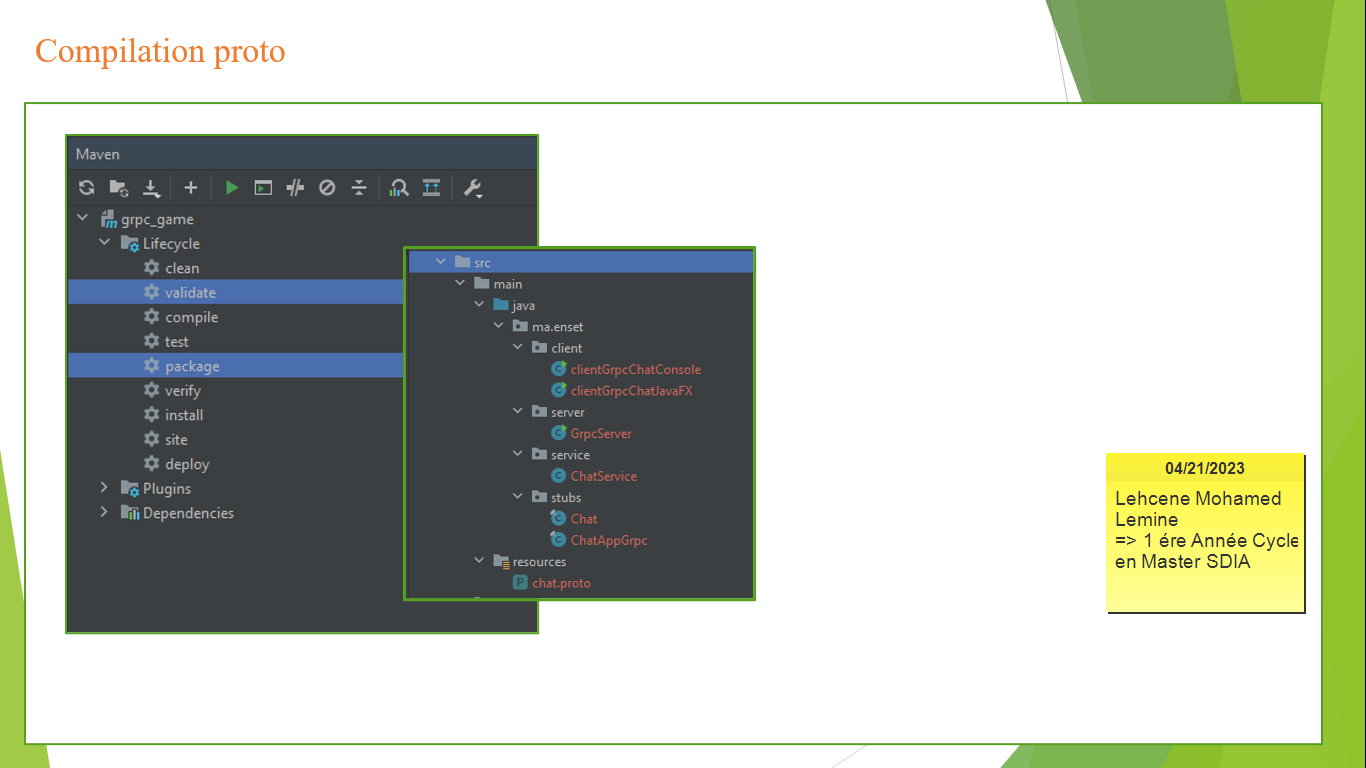 Compilation proto
Maven
grpc_game
Lifecycle
clean
validate
compile
test
package
verify
install
site
deploy
Plugins
Dependencies
src
main
java
ma.enset
client
clientGrpcChatConsole
clientGrpcChatJavaFX
server
GrpcServer
service
ChatService
stubs
Chat
ChatAppGrpc
resources
chat.proto
04/21/2023
Lehcene Mohamed
Lemine
=> 1 ére Année Cycle
en Master SDIA